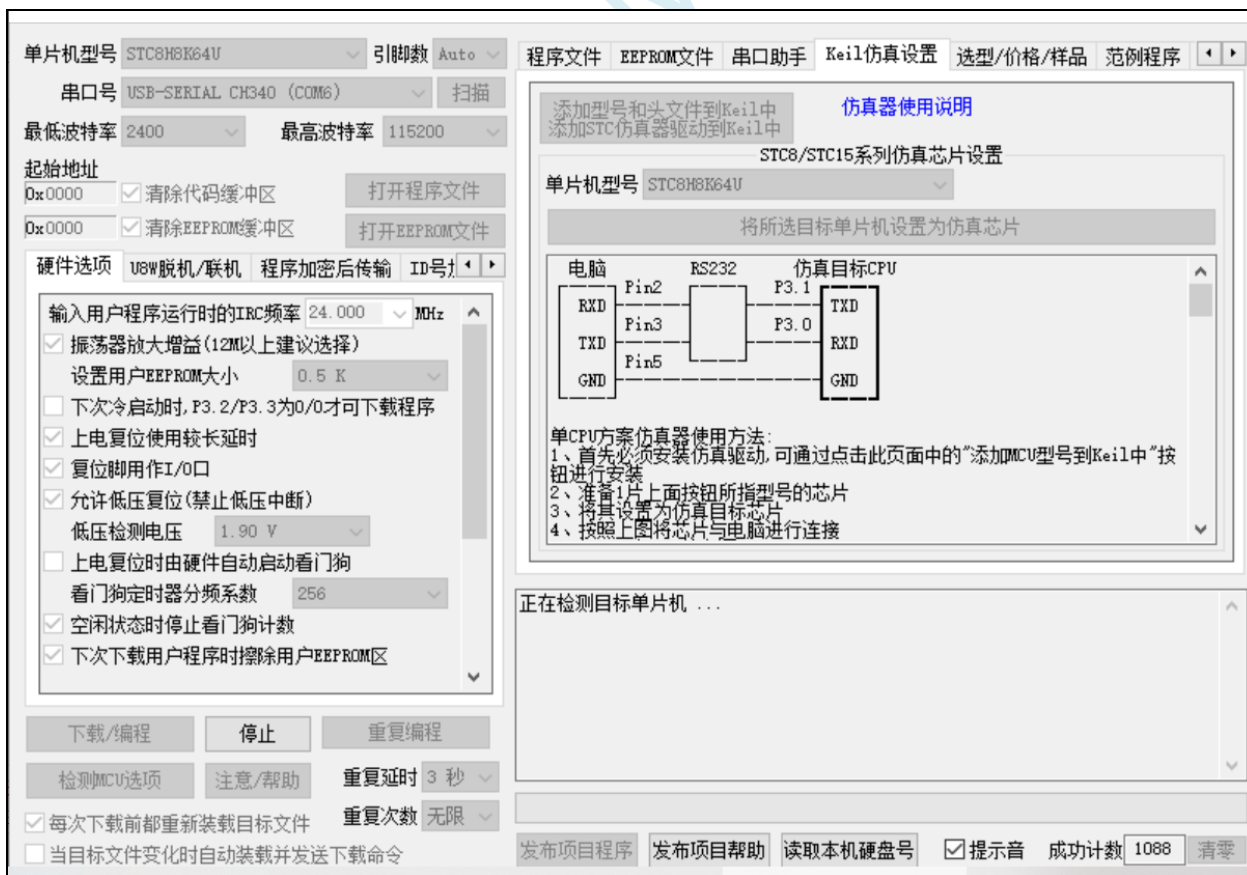 单片机型号 STC8H8K64U 引脚数 Auto
串口号 USB-SERIAL CH340 (COM6) 扫描
最低波特率 2400 最高波特率 115200
起始地址
0x0000 清除代码缓冲区 打开程序文件
0x0000 清除EEPROM缓冲区 打开EEPROM文件
硬件选项 U8W脱机/联机 程序加密后传输 ID号
输入用户程序运行时的IRC频率 24.000 MHz
振荡器放大增益(12M以上建议选择)
设置用户EEPROM大小 0.5 K
下次冷启动时,P3.2/P3.3为0/0才可下载程序
上电复位使用较长延时
复位脚用作I/O口
允许低压复位(禁止低压中断)
低压检测电压 1.90 V
上电复位时由硬件自动启动看门狗
看门狗定时器分频系数 256
空闲状态时停止看门狗计数
下次下载用户程序时擦除用户EEPROM区
下载/编程 停止 重复编程
检测MCU选项 注意/帮助 重复延时 3 秒
每次下载前都重新装载目标文件 重复次数 无限
当目标文件变化时自动装载并发送下载命令
程序文件 EEPROM文件 串口助手 Keil仿真设置 选型/价格/样品 范例程序
添加型号和头文件到Keil中
添加STC仿真器驱动到Keil中
仿真器使用说明
STC8/STC15系列仿真芯片设置
单片机型号 STC8H8K64U
将所选目标单片机设置为仿真芯片
电脑 RS232 仿真目标CPU
Pin2 P3.1
RXD TXD
Pin3 P3.0
TXD RXD
Pin5
GND GND
单CPU方案仿真器使用方法:
1、首先必须安装仿真驱动,可通过点击此页面中的"添加MCU型号到Keil中"按
钮进行安装
2、准备1片上面按钮所指型号的芯片
3、将其设置为仿真目标芯片
4、按照上图将芯片与电脑进行连接
正在检测目标单片机 ...
发布项目程序 发布项目帮助 读取本机硬盘号 提示音 成功计数 1088 清零